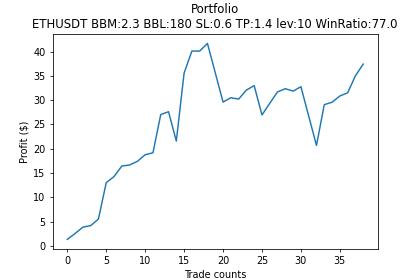 Portfolio
ETHUSDT BBM:2.3 BBL:180 SL:0.6 TP:1.4 lev:10 WinRatio:77.0
40
35
30
25
20
15
10
5
0
Profit ($)
0 5 10 15 20 25 30 35
Trade counts